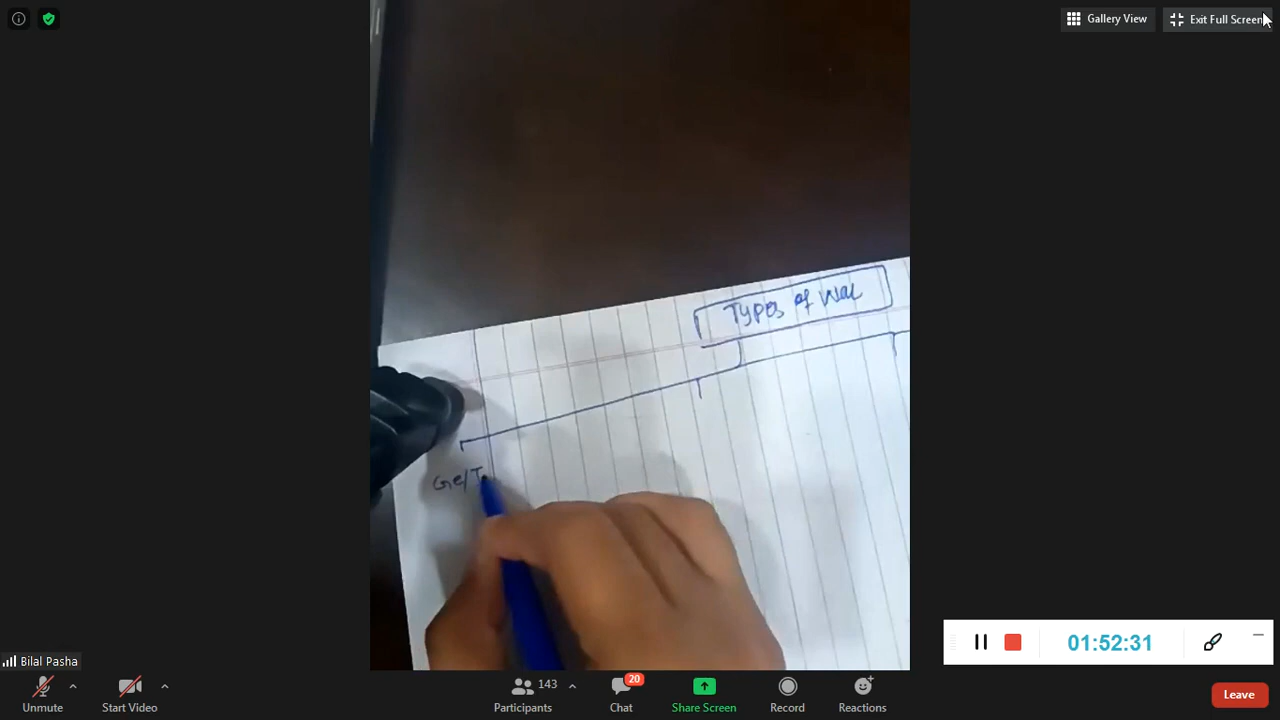 Gallery View
Exit Full Screen
Types of War
Ge/T
Bilal Pasha
01:52:31
Unmute
Start Video
143
Participants
20
Chat
Share Screen
Record
Reactions
Leave